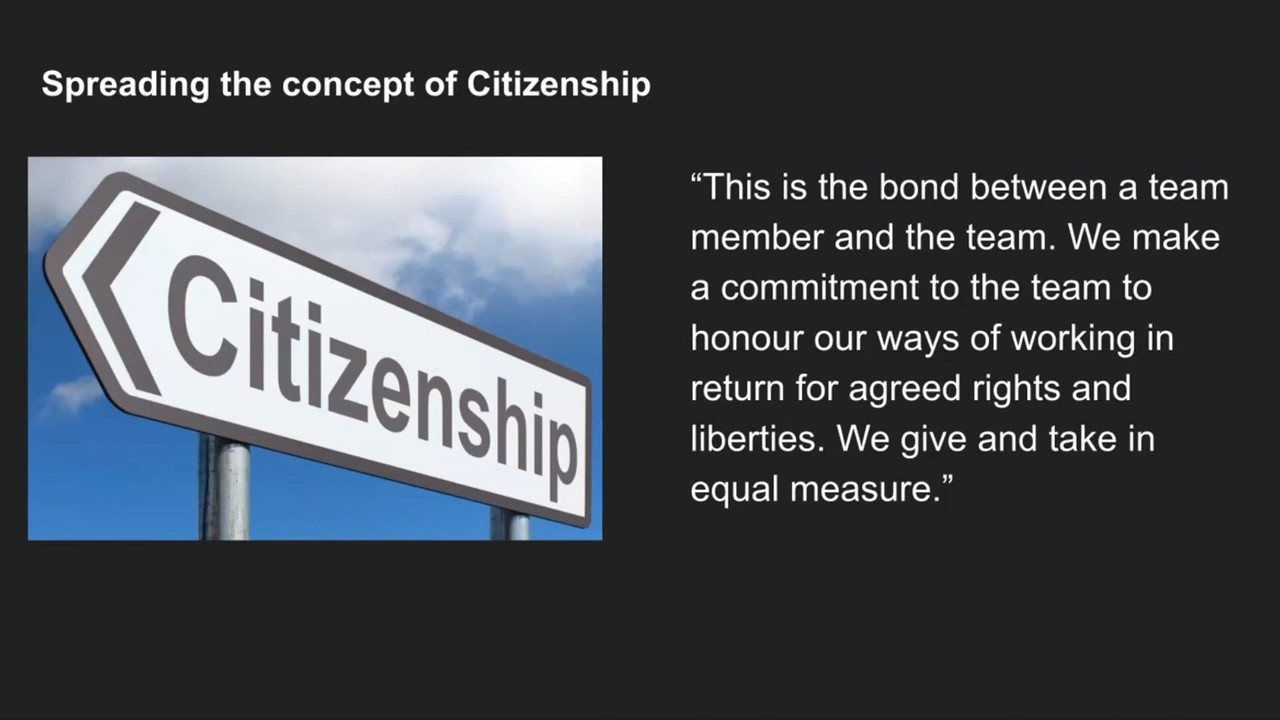 Spreading the concept of Citizenship
Citizenship
“This is the bond between a team
member and the team. We make
a commitment to the team to
honour our ways of working in
return for agreed rights and
liberties. We give and take in
equal measure.”